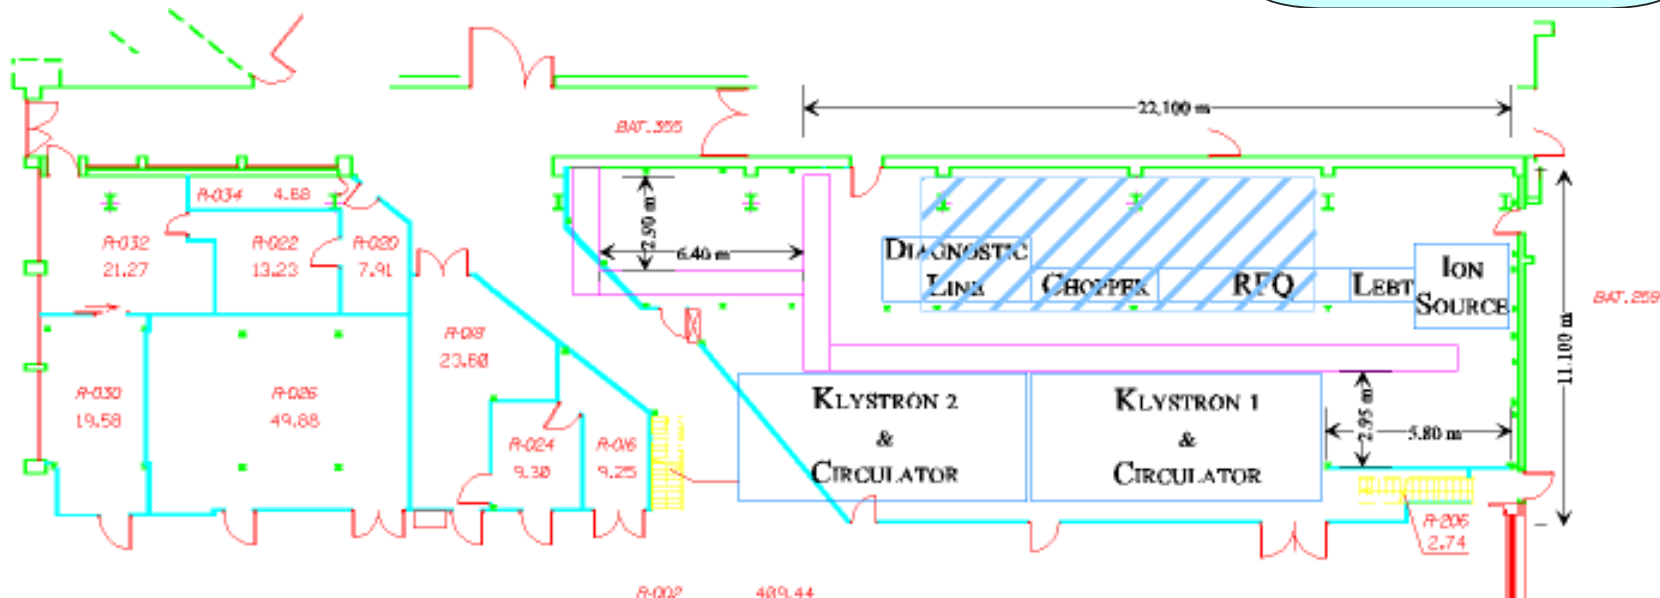 22,100 m
BAT.355
R-034 4.68
R-032
21.27
R-022
13.23
R-020
7.91
2.90 m
6.40 m
DIAGNOSTIC
LINE
CHOPPER
RFQ
LEBT
ION
SOURCE
BAT.259
11.100 m
R-018
23.60
R-030
19.58
R-026
49.88
R-024
9.30
R-016
9.25
KLYSTRON 2
&
CIRCULATOR
KLYSTRON 1
&
CIRCULATOR
2.95 m
5.80 m
R-206
2.74
R-002 409.44